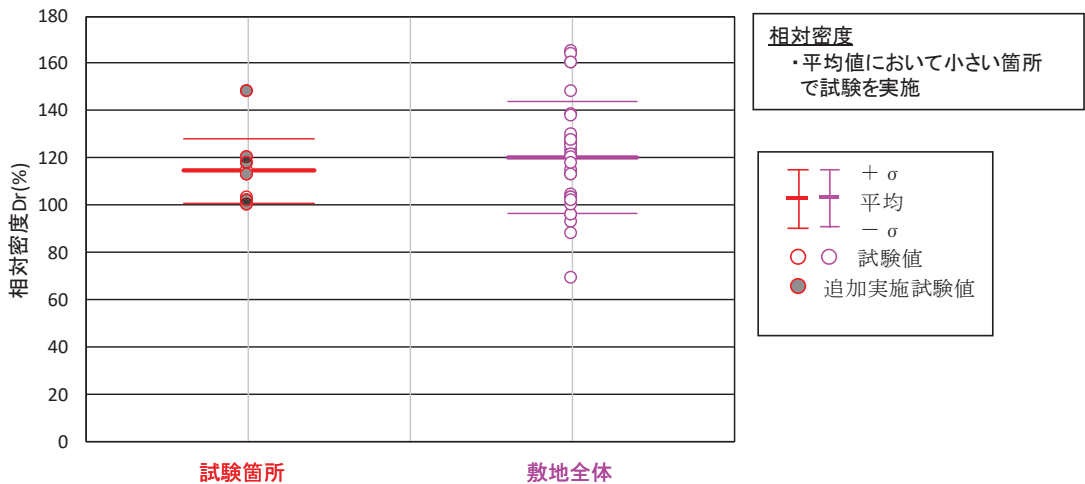 180
160
140
120
100
80
60
40
20
0
相対密度Dr(%)
試験箇所
敷地全体
相対密度
・平均値において小さい箇所
で試験を実施
+σ
平均
-σ
試験値
追加実施試験値